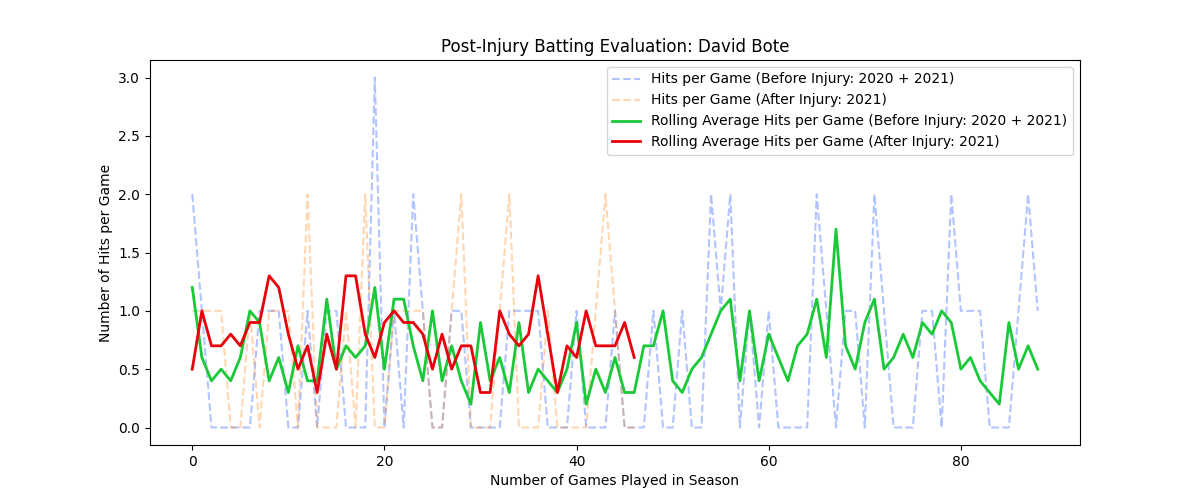 Post-Injury Batting Evaluation: David Bote
Hits per Game (Before Injury: 2020 + 2021)
Hits per Game (After Injury: 2021)
Rolling Average Hits per Game (Before Injury: 2020 + 2021)
Rolling Average Hits per Game (After Injury: 2021)
Number of Hits per Game
3.0
2.5
2.0
1.5
1.0
0.5
0.0
0 20 40 60 80
Number of Games Played in Season